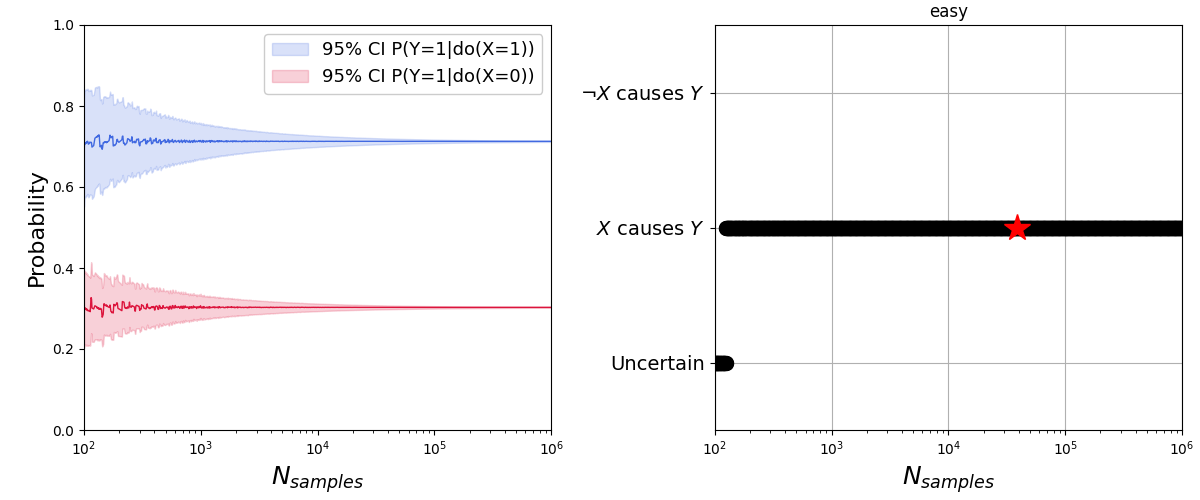 easy
1.0
0.8
0.6
0.4
0.2
0.0
Probability
95% CI P(Y=1|do(X=1))
95% CI P(Y=1|do(X=0))
10²
10³
10⁴
10⁵
10⁶
N_samples
¬X causes Y
X causes Y
Uncertain
10²
10³
10⁴
10⁵
10⁶
N_samples